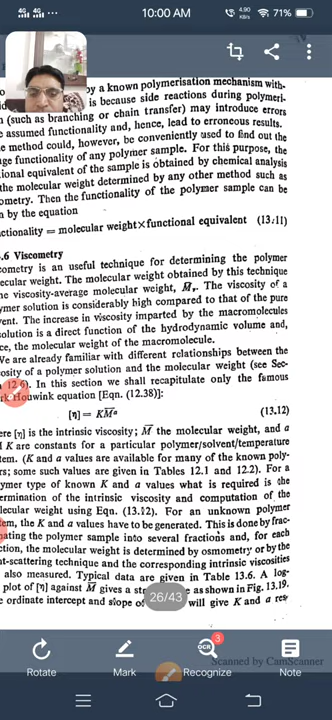 4G 4G 10:00 AM 4.90 KB/S 71%
by a known polymerisation mechanism with-
is because side reactions during polymeri-
(such as branching or chain transfer) may introduce errors
assumed functionality and, hence, lead to erroneous results.
method could, however, be conveniently used to find out the
functionality of any polymer sample. For this purpose, the
equivalent of the sample is obtained by chemical analysis
the molecular weight determined by any other method such as
Then the functionality of the polymer sample can be
by the equation
= molecular weight×functional equivalent (13.11)
.6 Viscometry
is an useful technique for determining the polymer
weight. The molecular weight obtained by this technique
viscosity-average molecular weight, M̅v. The viscosity of a
solution is considerably high compared to that of the pure
The increase in viscosity imparted by the macromolecules
solution is a direct function of the hydrodynamic volume and,
the molecular weight of the macromolecule.
We are already familiar with different relationships between the
of a polymer solution and the molecular weight (see Sec-
12.6). In this section we shall recapitulate only the famous
Houwink equation [Eqn. (12.38)]:
[η] = KM̅ᵃ (13.12)
[η] is the intrinsic viscosity; M̅ the molecular weight, and a
K are constants for a particular polymer/solvent/temperature
(K and a values are available for many of the known poly-
some such values are given in Tables 12.1 and 12.2). For a
type of known K and a values what is required is the
of the intrinsic viscosity and computation of the
weight using Eqn. (13.12). For an unknown polymer
the K and a values have to be generated. This is done by frac-
the polymer sample into several fractions and, for each
the molecular weight is determined by osmometry or by the
technique and the corresponding intrinsic viscosities
also measured. Typical data are given in Table 13.6. A log-
plot of [η] against M̅ gives a as shown in Fig. 13.19.
ordinate intercept and slope of will give K and a
26/43
Scanned by CamScanner
OCR 3
Rotate Mark Recognize Note